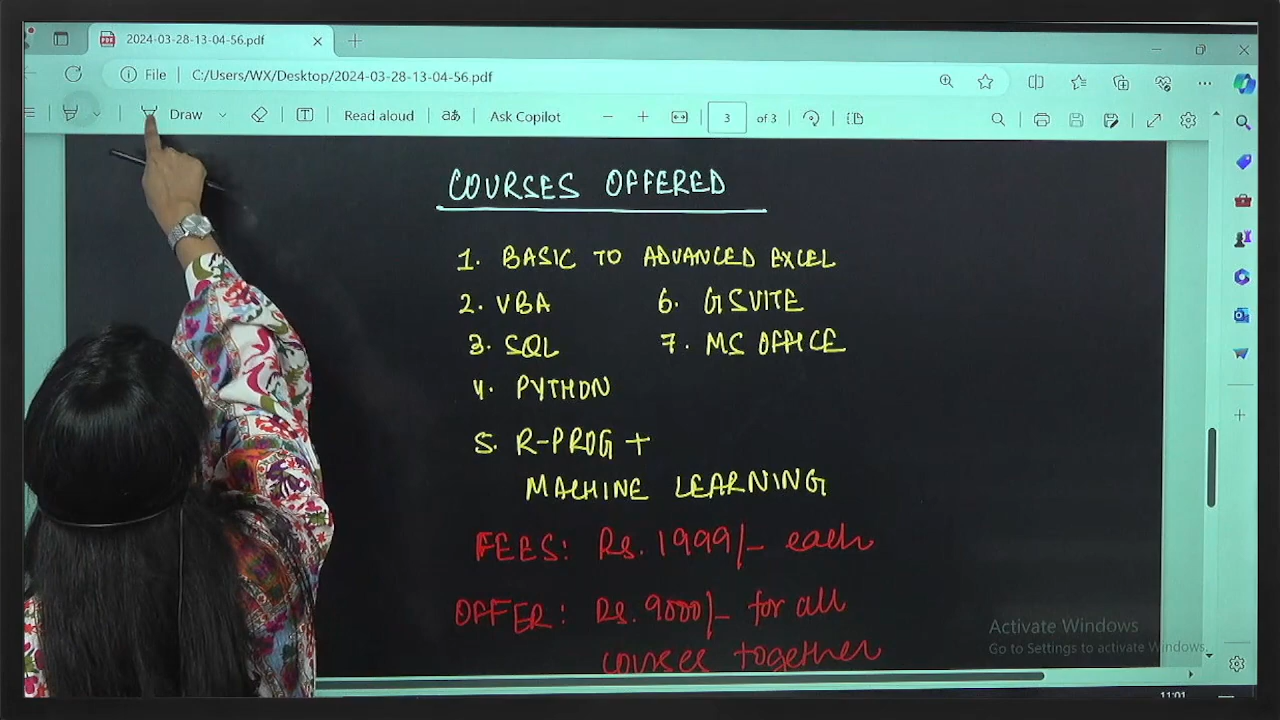 2024-03-28-13-04-56.pdf
File C:/Users/WX/Desktop/2024-03-28-13-04-56.pdf
Draw Read aloud aあ Ask Copilot 3 of 3
COURSES OFFERED
1. BASIC TO ADVANCED EXCEL
2. VBA 6. GSUITE
3. SQL 7. MS OFFICE
4. PYTHON
5. R-PROG +
MACHINE LEARNING
FEES: Rs. 1999/- each
OFFER: Rs. 9000/- for all
courses together
Activate Windows
Go to Settings to activate Windows.
11:01